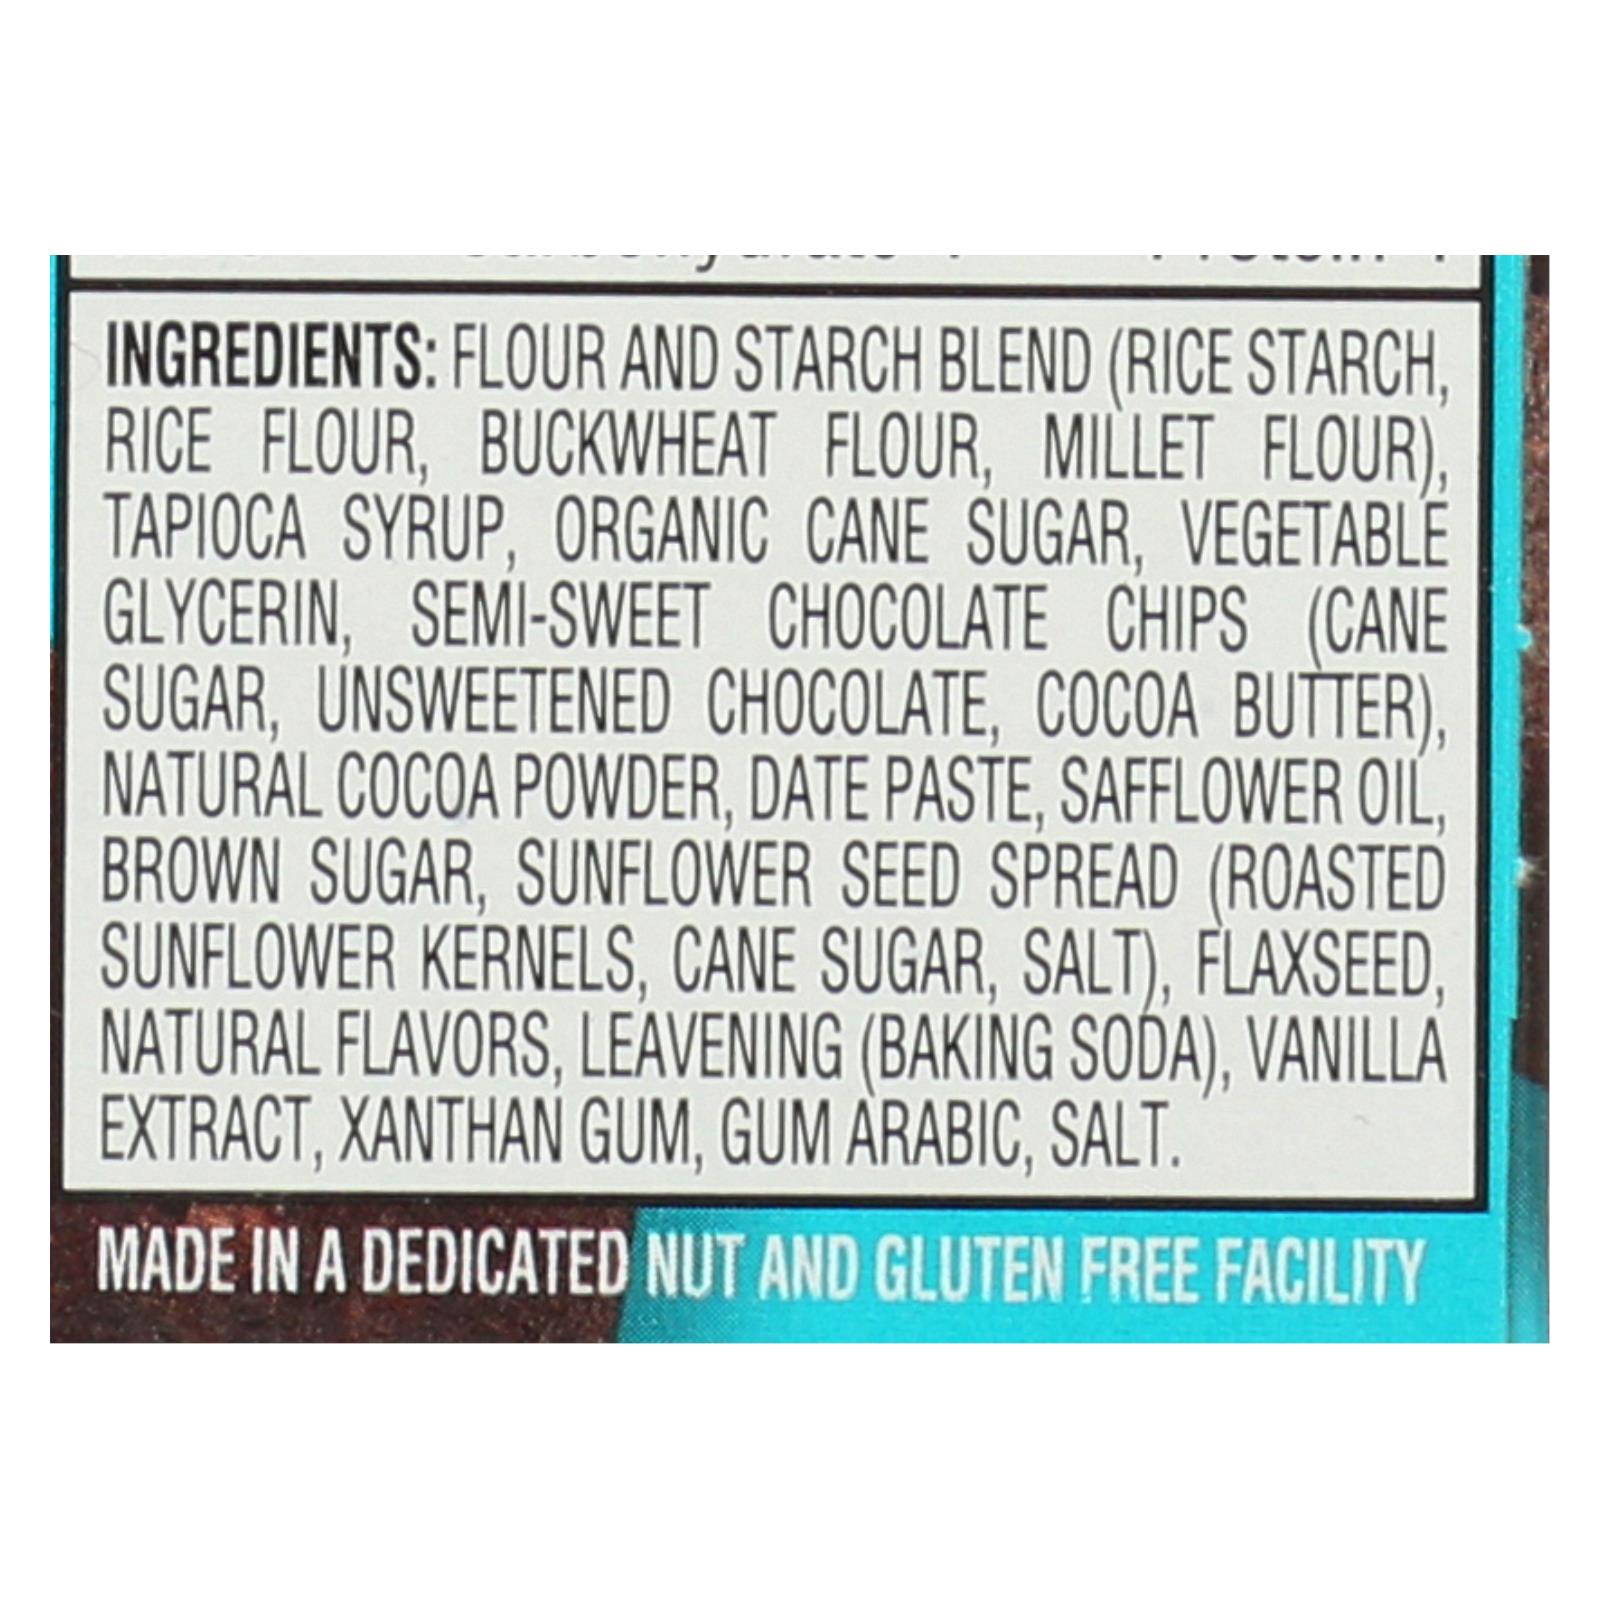 INGREDIENTS: FLOUR AND STARCH BLEND (RICE STARCH,
RICE FLOUR, BUCKWHEAT FLOUR, MILLET FLOUR),
TAPIOCA SYRUP, ORGANIC CANE SUGAR, VEGETABLE
GLYCERIN, SEMI-SWEET CHOCOLATE CHIPS (CANE
SUGAR, UNSWEETENED CHOCOLATE, COCOA BUTTER),
NATURAL COCOA POWDER, DATE PASTE, SAFFLOWER OIL,
BROWN SUGAR, SUNFLOWER SEED SPREAD (ROASTED
SUNFLOWER KERNELS, CANE SUGAR, SALT), FLAXSEED,
NATURAL FLAVORS, LEAVENING (BAKING SODA), VANILLA
EXTRACT, XANTHAN GUM, GUM ARABIC, SALT.
MADE IN A DEDICATED NUT AND GLUTEN FREE FACILITY